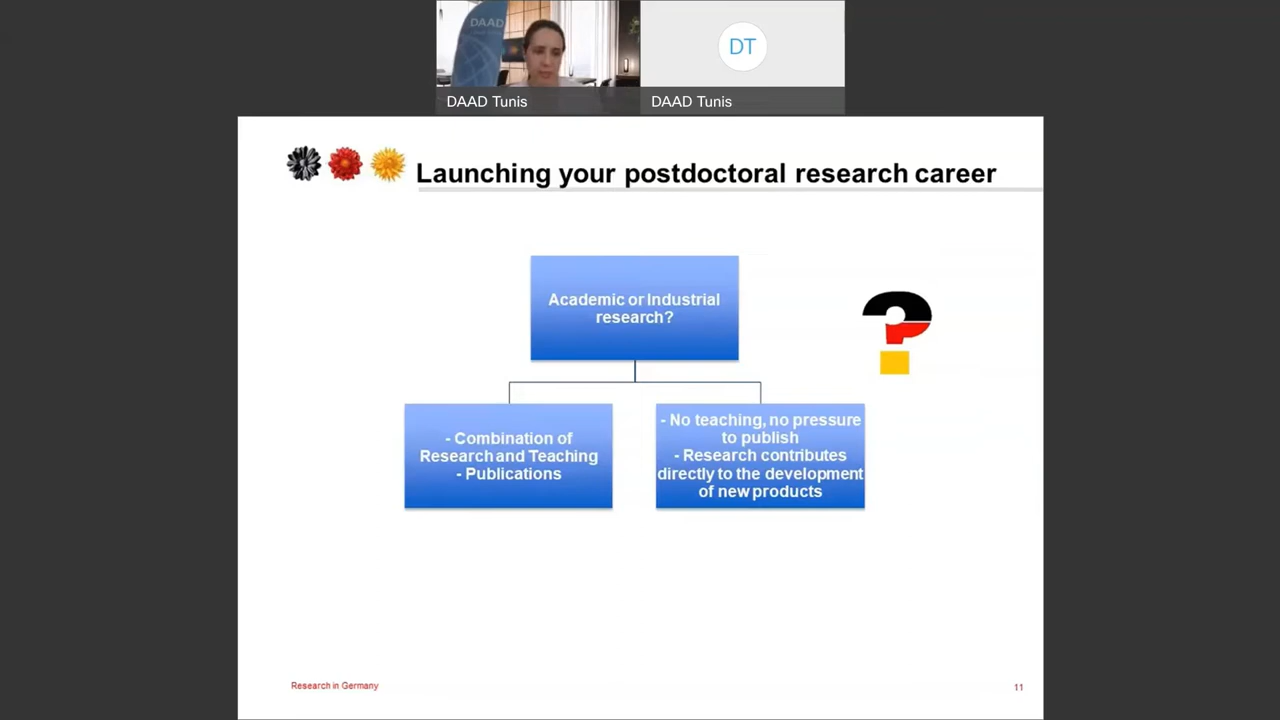 DAAD
DT
DAAD Tunis
DAAD Tunis
Launching your postdoctoral research career
Academic or Industrial
research?
- Combination of
Research and Teaching
- Publications
- No teaching, no pressure
to publish
- Research contributes
directly to the development
of new products
Research in Germany
11